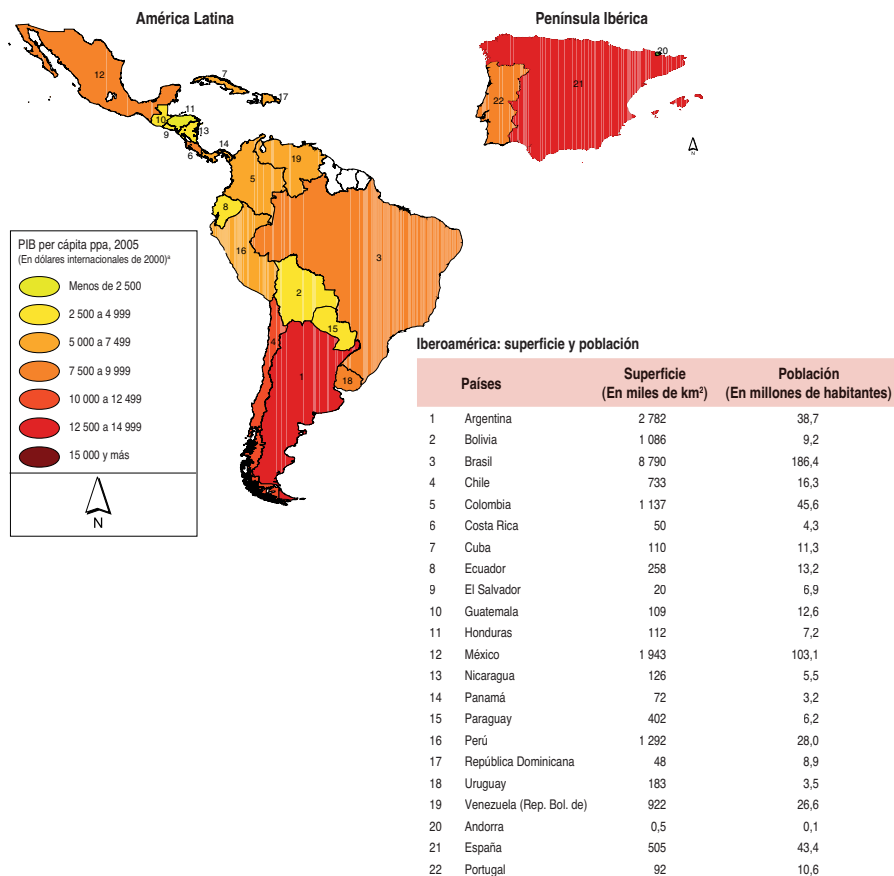 América Latina
Península Ibérica
12
7
17
10
11
9
13
6
14
19
5
8
16
3
2
15
4
1
18
20
21
22
N
PIB per cápita ppa, 2005
(En dólares internacionales de 2000)ª
Menos de 2 500
2 500 a 4 999
5 000 a 7 499
7 500 a 9 999
10 000 a 12 499
12 500 a 14 999
15 000 y más
N
Iberoamérica: superficie y población
Países Superficie (En miles de km²) Población (En millones de habitantes)
1 Argentina 2 782 38,7
2 Bolivia 1 086 9,2
3 Brasil 8 790 186,4
4 Chile 733 16,3
5 Colombia 1 137 45,6
6 Costa Rica 50 4,3
7 Cuba 110 11,3
8 Ecuador 258 13,2
9 El Salvador 20 6,9
10 Guatemala 109 12,6
11 Honduras 112 7,2
12 México 1 943 103,1
13 Nicaragua 126 5,5
14 Panamá 72 3,2
15 Paraguay 402 6,2
16 Perú 1 292 28,0
17 República Dominicana 48 8,9
18 Uruguay 183 3,5
19 Venezuela (Rep. Bol. de) 922 26,6
20 Andorra 0,5 0,1
21 España 505 43,4
22 Portugal 92 10,6